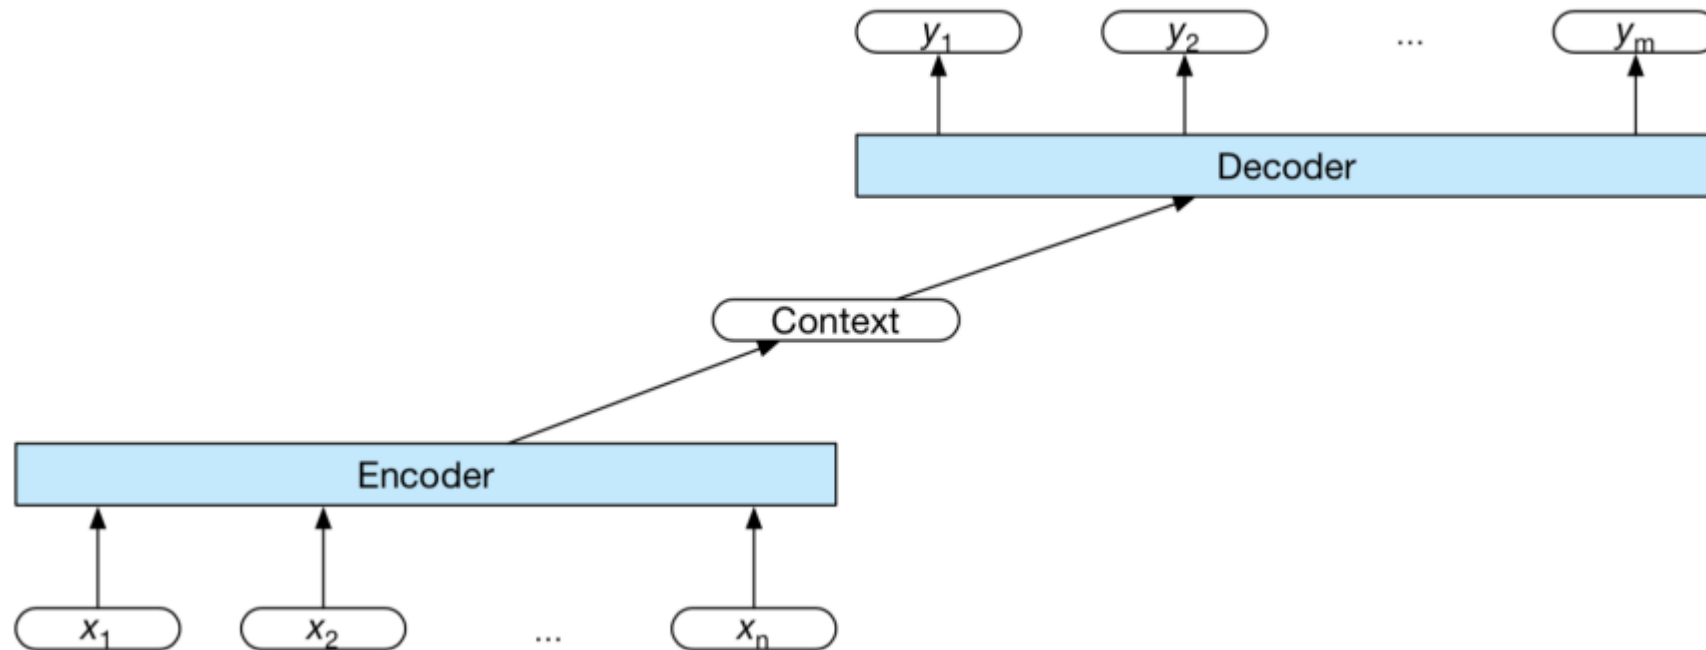 y₁ y₂ ... yₘ
Decoder
Context
Encoder
x₁ x₂ ... xₙ